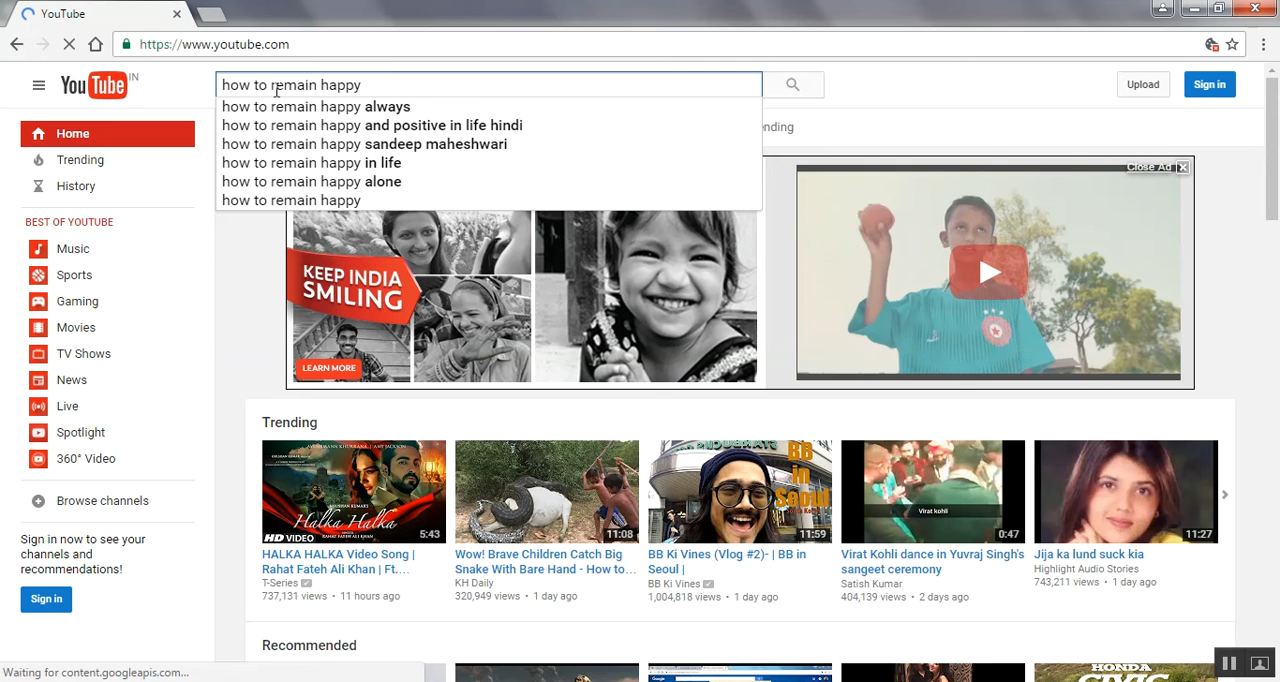 YouTube
https://www.youtube.com
YouTube IN
how to remain happy
Upload
Sign in
how to remain happy always
how to remain happy and positive in life hindi
how to remain happy sandeep maheshwari
how to remain happy in life
how to remain happy alone
how to remain happy
ending
Home
Trending
History
BEST OF YOUTUBE
Music
Sports
Gaming
Movies
TV Shows
News
Live
Spotlight
360° Video
Browse channels
Sign in now to see your
channels and
recommendations!
Sign in
Close Ad
KEEP INDIA
SMILING
LEARN MORE
Trending
HALKA HALKA
HD VIDEO
5:43
HALKA HALKA Video Song |
Rahat Fateh Ali Khan | Ft....
T-Series
737,131 views • 11 hours ago
11:08
Wow! Brave Children Catch Big
Snake With Bare Hand - How to...
KH Daily
320,949 views • 1 day ago
BB
in
Seoul
11:59
BB Ki Vines (Vlog #2)- | BB in
Seoul |
BB Ki Vines
1,004,818 views • 1 day ago
Virat kohli
0:47
Virat Kohli dance in Yuvraj Singh's
sangeet ceremony
Satish Kumar
404,139 views • 2 days ago
11:27
Jija ka lund suck kia
Highlight Audio Stories
743,211 views • 1 day ago
Recommended
HONDA
CIVIC
Waiting for content.googleapis.com...